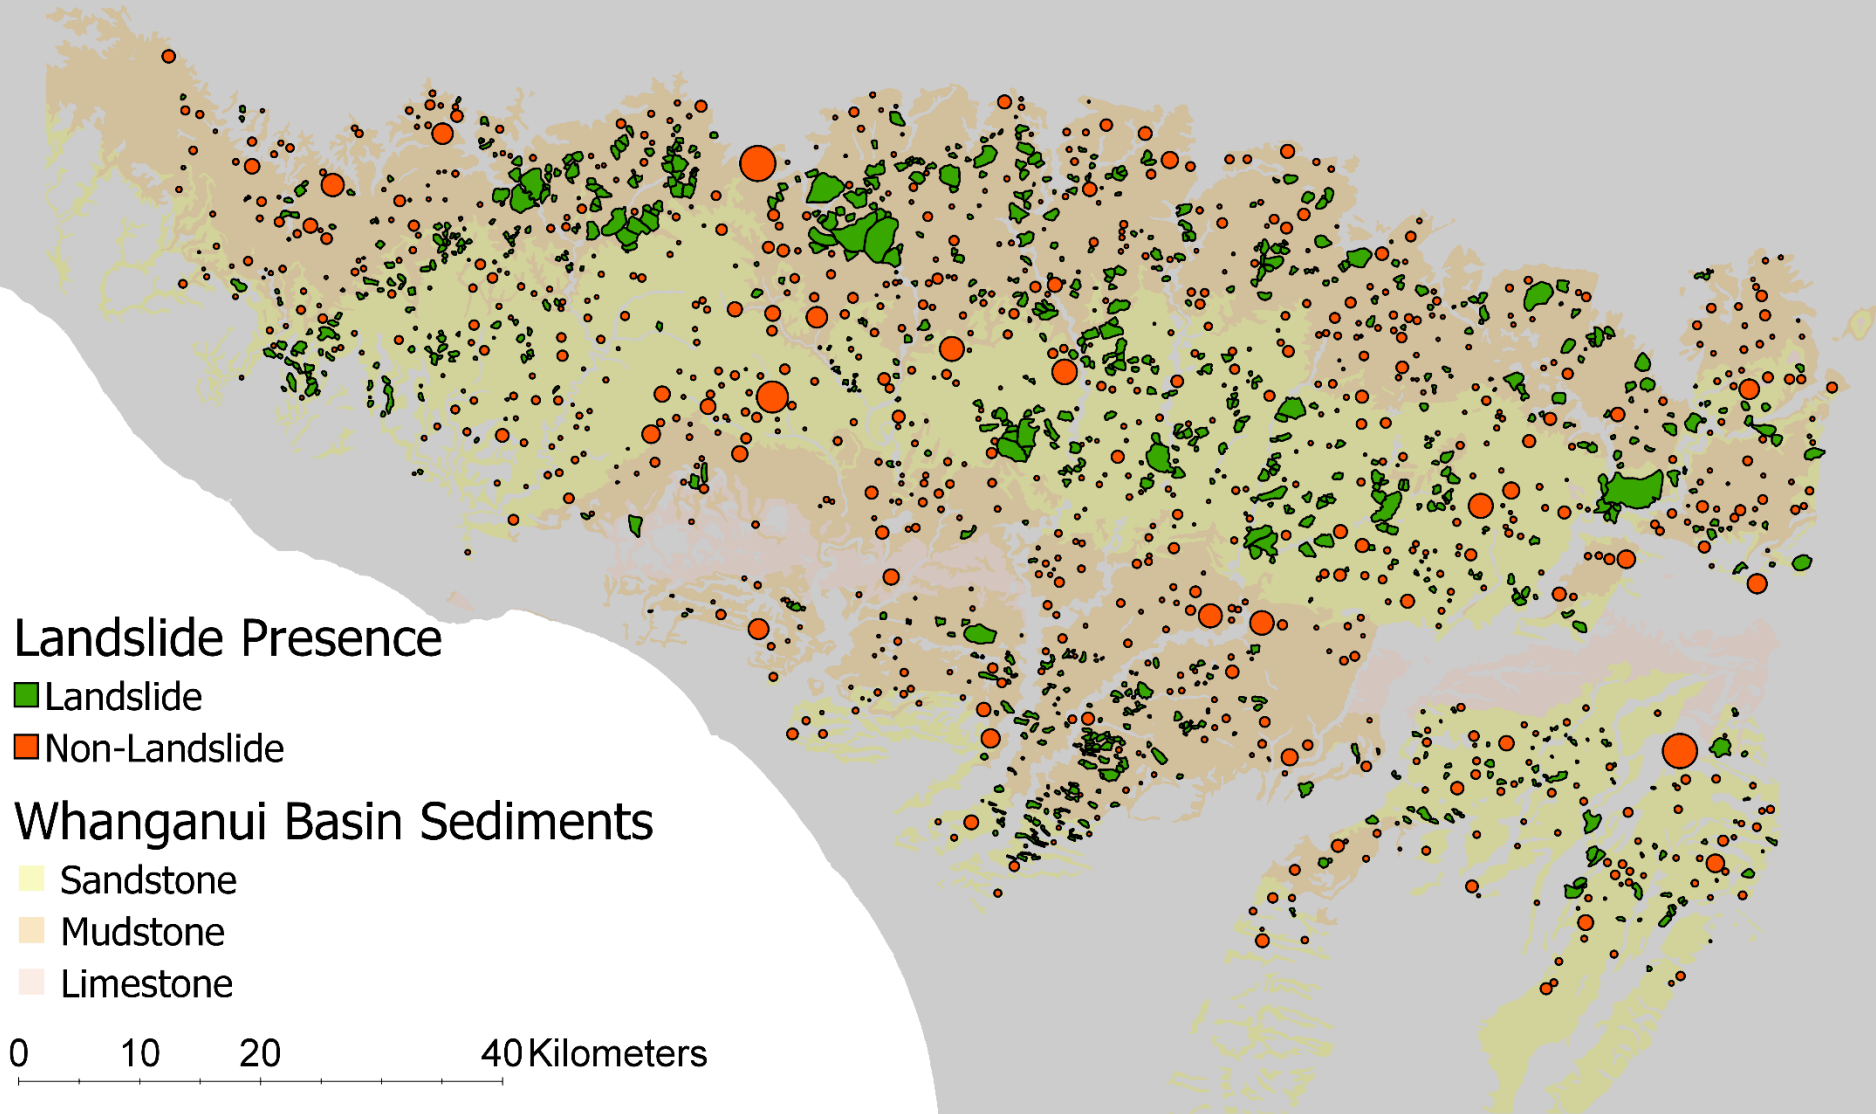 Landslide Presence
Landslide
Non-Landslide
Whanganui Basin Sediments
Sandstone
Mudstone
Limestone
0 10 20 40 Kilometers